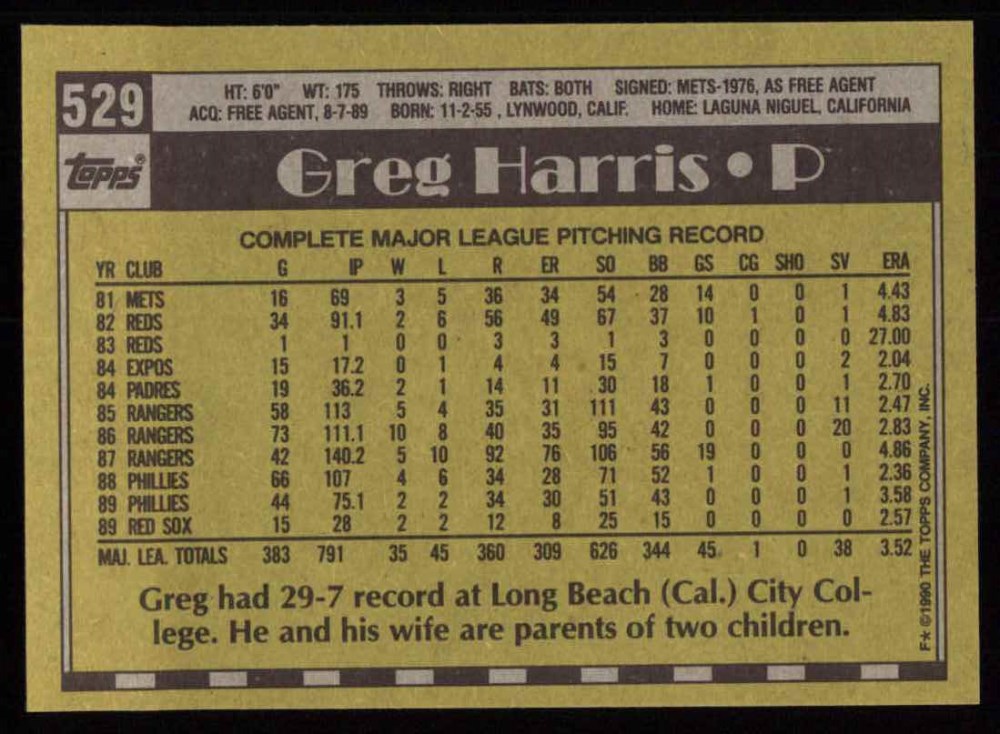 529
HT: 6'0" WT: 175 THROWS: RIGHT BATS: BOTH SIGNED: METS-1976, AS FREE AGENT
ACQ: FREE AGENT, 8-7-89 BORN: 11-2-55 , LYNWOOD, CALIF. HOME: LAGUNA NIGUEL, CALIFORNIA
Topps®
Greg Harris • P
COMPLETE MAJOR LEAGUE PITCHING RECORD
YR CLUB G IP W L R ER SO BB GS CG SHO SV ERA
81 METS 16 69 3 5 36 34 54 28 14 0 0 1 4.43
82 REDS 34 91.1 2 6 56 49 67 37 10 1 0 1 4.83
83 REDS 1 1 0 0 3 3 1 3 0 0 0 0 27.00
84 EXPOS 15 17.2 0 1 4 4 15 7 0 0 0 2 2.04
84 PADRES 19 36.2 2 1 14 11 30 18 1 0 0 1 2.70
85 RANGERS 58 113 5 4 35 31 111 43 0 0 0 11 2.47
86 RANGERS 73 111.1 10 8 40 35 95 42 0 0 0 20 2.83
87 RANGERS 42 140.2 5 10 92 76 106 56 19 0 0 0 4.86
88 PHILLIES 66 107 4 6 34 28 71 52 1 0 0 1 2.36
89 PHILLIES 44 75.1 2 2 34 30 51 43 0 0 0 1 3.58
89 RED SOX 15 28 2 2 12 8 25 15 0 0 0 0 2.57
MAJ. LEA. TOTALS 383 791 35 45 360 309 626 344 45 1 0 38 3.52
Greg had 29-7 record at Long Beach (Cal.) City Col-
lege. He and his wife are parents of two children.
F* ©1990 THE TOPPS COMPANY, INC.